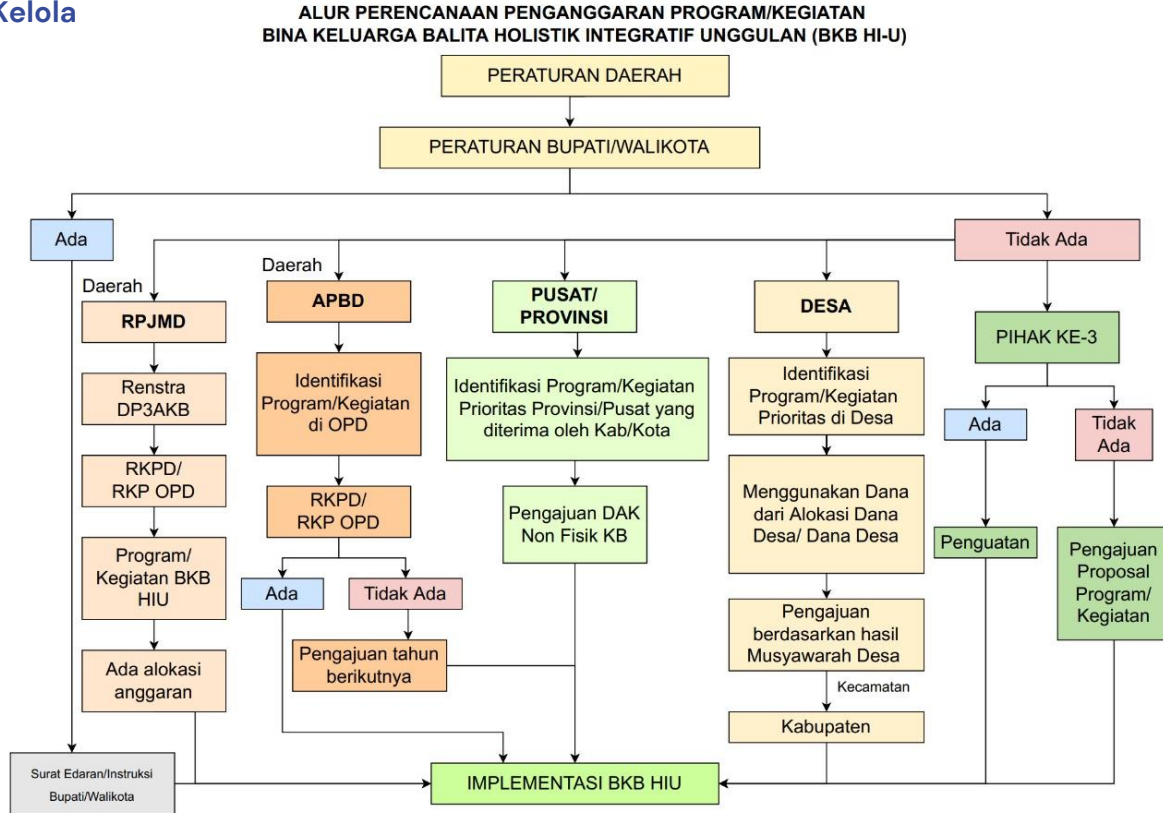 Kelola
ALUR PERENCANAAN PENGANGGARAN PROGRAM/KEGIATAN
BINA KELUARGA BALITA HOLISTIK INTEGRATIF UNGGULAN (BKB HI-U)
PERATURAN DAERAH
PERATURAN BUPATI/WALIKOTA
Ada
Tidak Ada
Daerah
RPJMD
Renstra
DP3AKB
RKPD/
RKP OPD
Program/
Kegiatan BKB
HIU
Ada alokasi
anggaran
Daerah
APBD
Identifikasi
Program/Kegiatan
di OPD
RKPD/
RKP OPD
Ada
Tidak Ada
Pengajuan tahun
berikutnya
PUSAT/
PROVINSI
Identifikasi Program/Kegiatan
Prioritas Provinsi/Pusat yang
diterima oleh Kab/Kota
Pengajuan DAK
Non Fisik KB
DESA
Identifikasi
Program/Kegiatan
Prioritas di Desa
Menggunakan Dana
dari Alokasi Dana
Desa/ Dana Desa
Pengajuan
berdasarkan hasil
Musyawarah Desa
Kecamatan
Kabupaten
PIHAK KE-3
Ada
Tidak
Ada
Penguatan
Pengajuan
Proposal
Program/
Kegiatan
Surat Edaran/Instruksi
Bupati/Walikota
IMPLEMENTASI BKB HIU